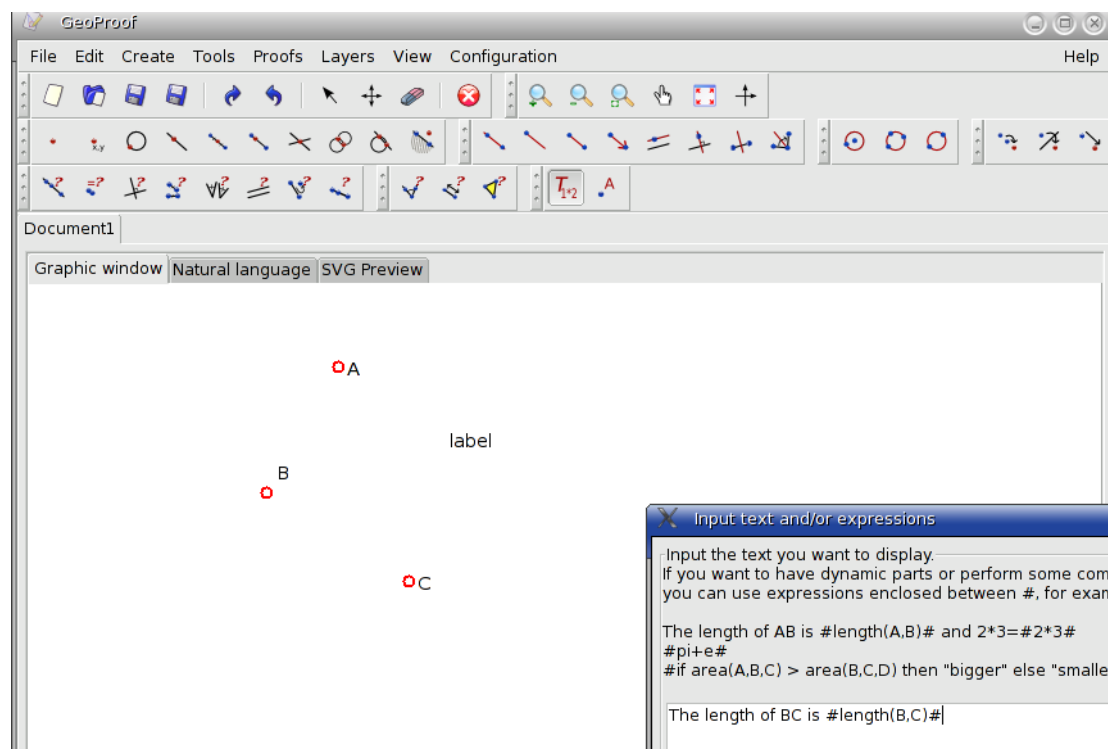 GeoProof
File Edit Create Tools Proofs Layers View Configuration Help
x,y
? =? ? ? ? ? ? ? ? ? ? T1*2 A
Document1
Graphic window Natural language SVG Preview
A
label
B
C
Input text and/or expressions
Input the text you want to display.
If you want to have dynamic parts or perform some com
you can use expressions enclosed between #, for exam
The length of AB is #length(A,B)# and 2*3=#2*3#
#pi+e#
#if area(A,B,C) > area(B,C,D) then "bigger" else "smalle
The length of BC is #length(B,C)#